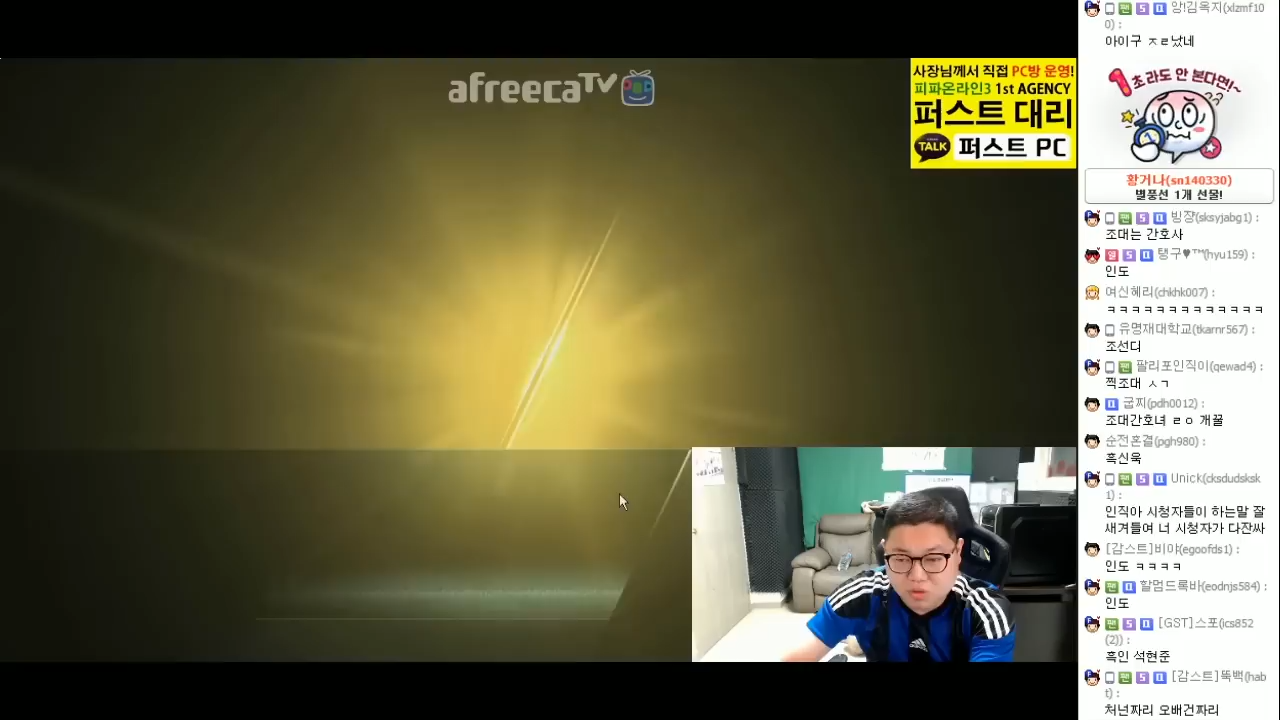 afreecaTV
사장님께서 직접 PC방 운영!
피파온라인3 1st AGENCY
퍼스트 대리
TALK 퍼스트 PC
앙!김옥지(xlzmf10
0) :
아이구 ㅈㄹ났네
1초라도 안 본다면!~
황거나(sn140330)
별풍선 1개 선물!
빙쟝(sksyjabg1) :
조대는 간호사
탱구♥™(hyu159) :
인도
여신혜리(chkhk007) :
ㅋㅋㅋㅋㅋㅋㅋㅋㅋㅋㅋㅋㅋ
유명재대학교(tkarnr567) :
조선디
팔리포인직이(qewad4) :
찍조대 ㅅㄱ
굽찌(pdh0012) :
조대간호녀 ㄹㅇ 개꿀
순전혼결(pgh980) :
흑신욱
Unick(cksdudsksk
1) :
인직아 시청자들이 하는말 잘
새겨들여 너 시청자가 다잔싸
[감스트]비야(egoofds1) :
인도 ㅋㅋㅋㅋ
할멈드록바(eodnjs584) :
인도
[GST]스포(ics852
(2)) :
흑인 석현준
[감스트]뚝백(hab
t) :
처넌짜리 오배건짜리